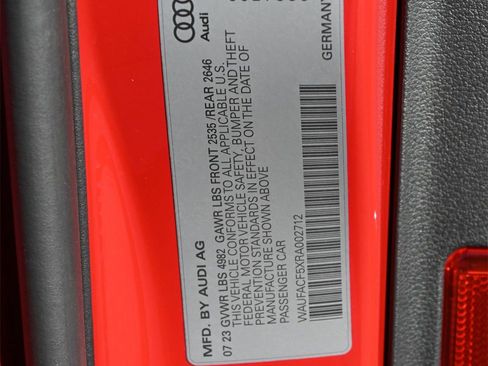 MFD. BY AUDI AG
07 23 GVWR LBS 4982 GAWR LBS FRONT 2535 /REAR 2646
THIS VEHICLE CONFORMS TO ALL APPLICABLE U.S.
FEDERAL MOTOR VEHICLE SAFETY, BUMPER AND THEFT
PREVENTION STANDARDS IN EFFECT ON THE DATE OF
MANUFACTURE SHOWN ABOVE
PASSENGER CAR
WAUFACF5XRA002712
Audi
GERMANY